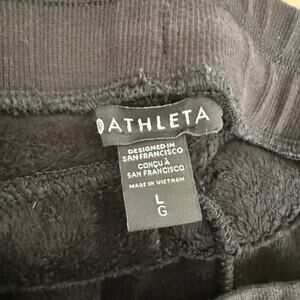 ATHLETA
DESIGNED IN
SAN FRANCISCO
CONÇU À
SAN FRANCISCO
MADE IN VIETNAM
L
G